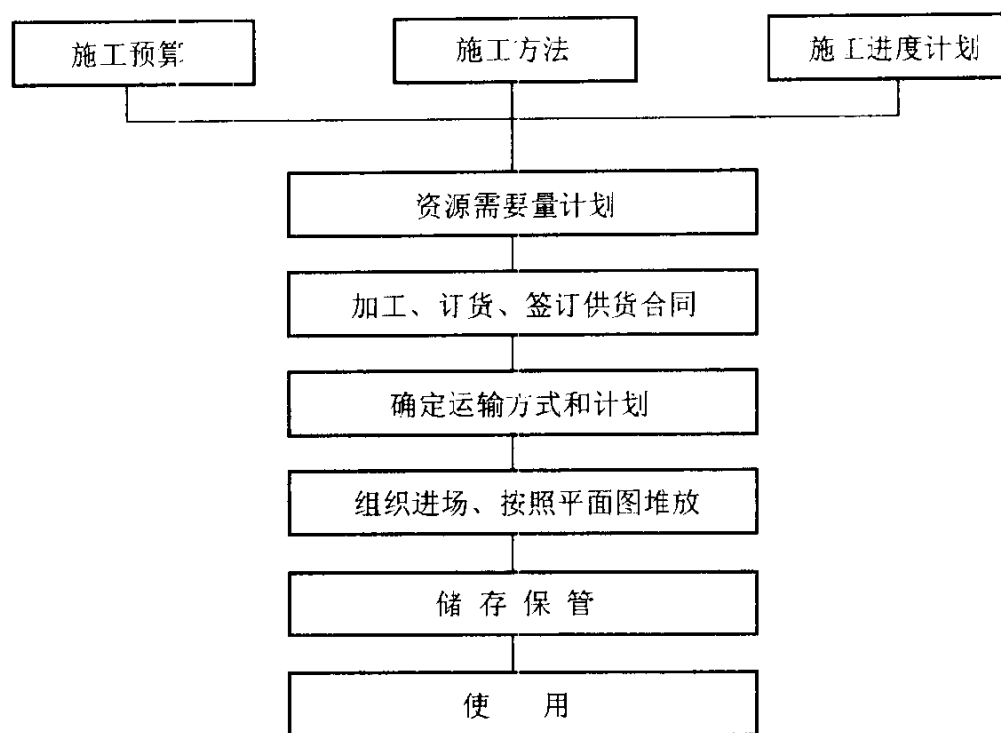 施工预算
施工方法
施工进度计划
资源需要量计划
加工、订货、签订供货合同
确定运输方式和计划
组织进场、按照平面图堆放
储存保管
使 用